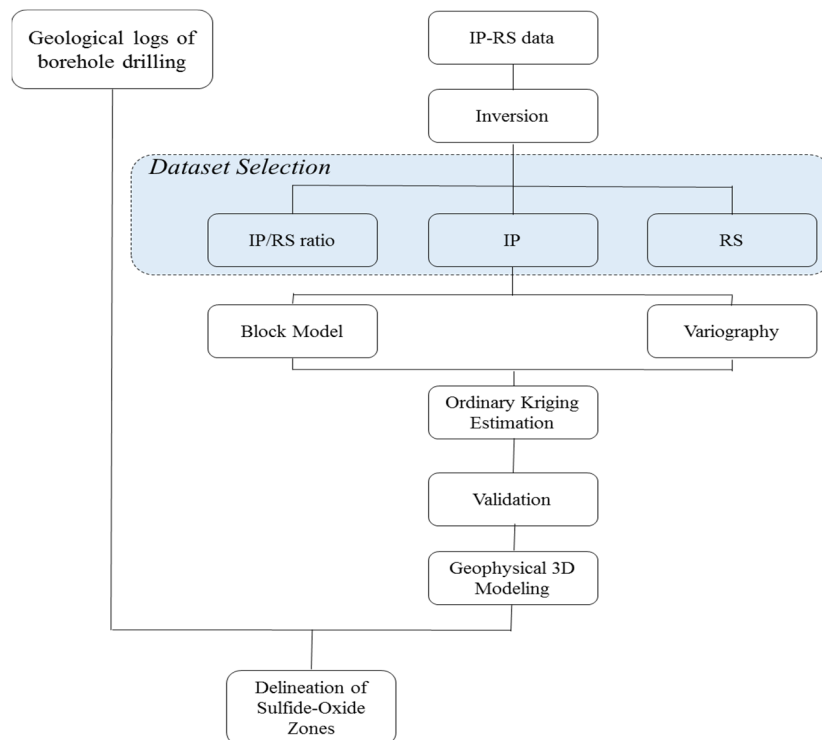 Geological logs of
borehole drilling
IP-RS data
Inversion
Dataset Selection
IP/RS ratio
IP
RS
Block Model
Variography
Ordinary Kriging
Estimation
Validation
Geophysical 3D
Modeling
Delineation of
Sulfide-Oxide
Zones